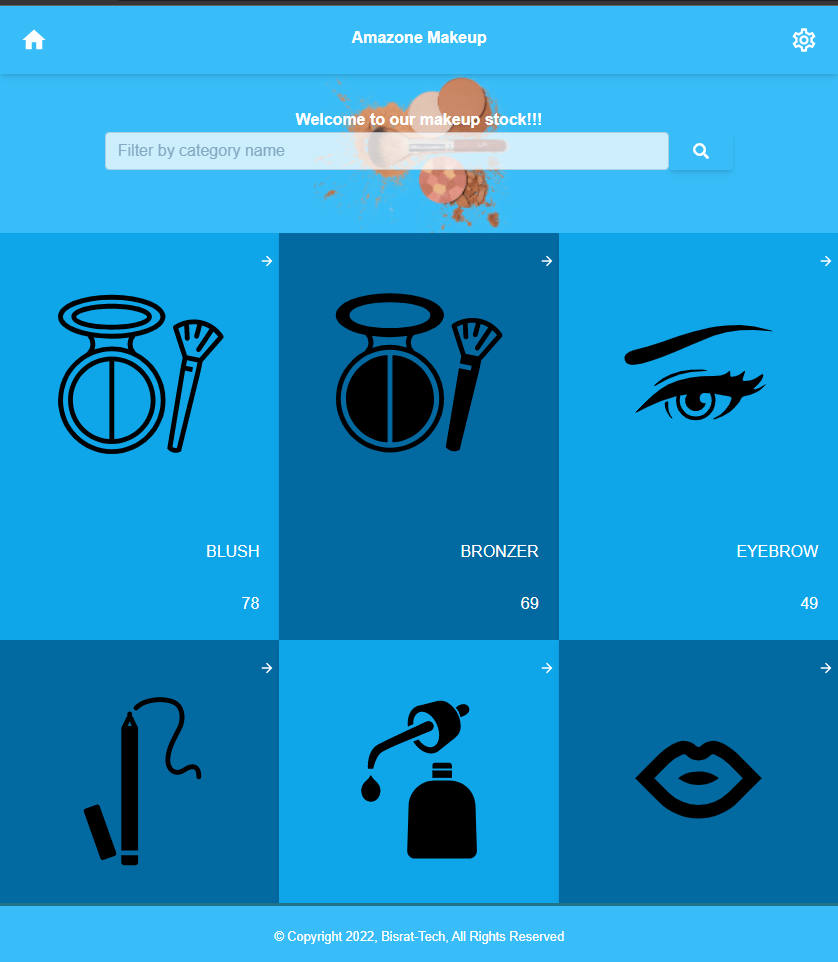 Amazone Makeup
Welcome to our makeup stock!!!
Filter by category name
BLUSH
78
BRONZER
69
EYEBROW
49
© Copyright 2022, Bisrat-Tech, All Rights Reserved